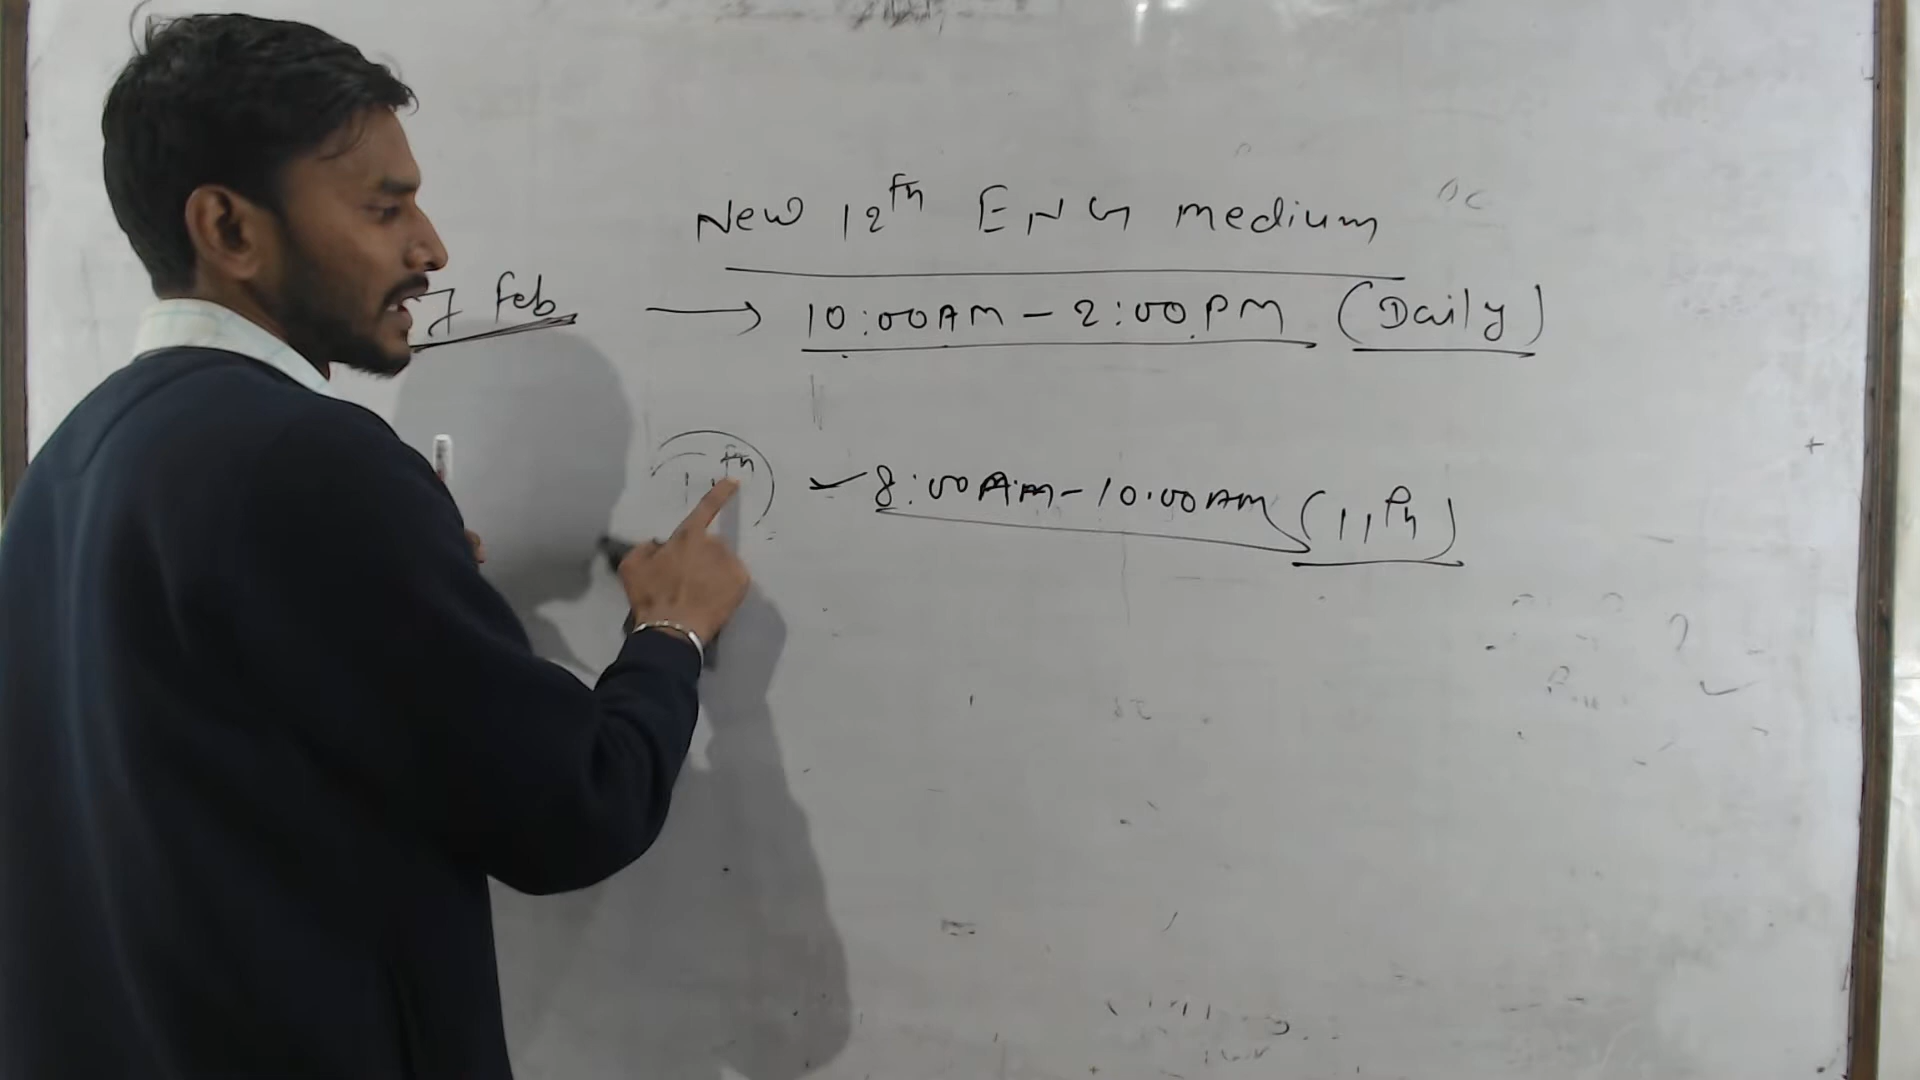 New 12th ENG medium
7 Feb → 10:00AM - 2:00PM (Daily)
8:00AM - 10:00AM (11th)